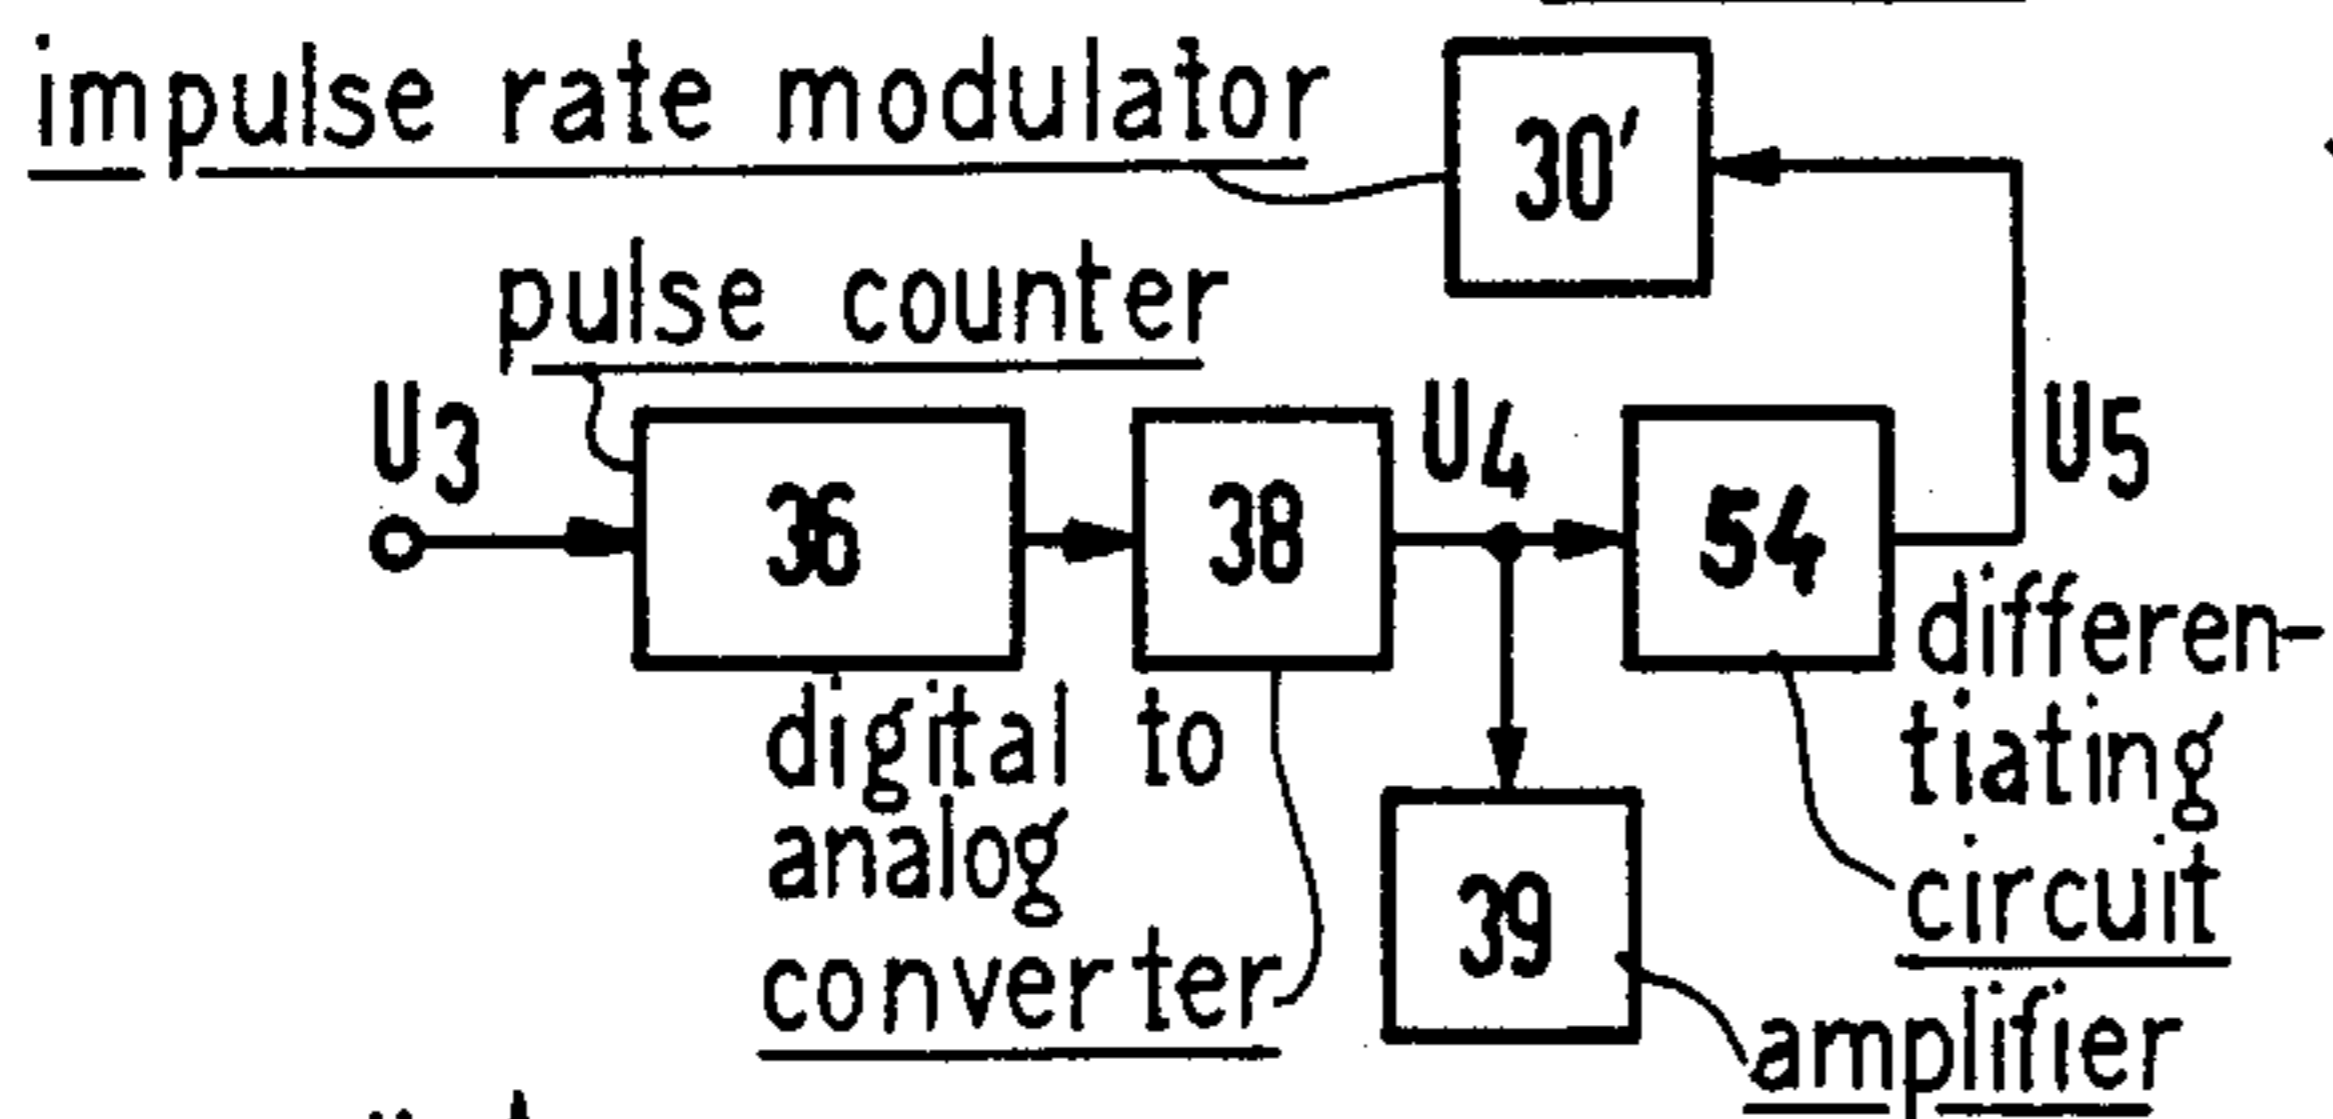 impulse rate modulator
30'
pulse counter
U3
36
38
U4
54
U5
digital to
analog
converter
39
differen-
tiating
circuit
amplifier